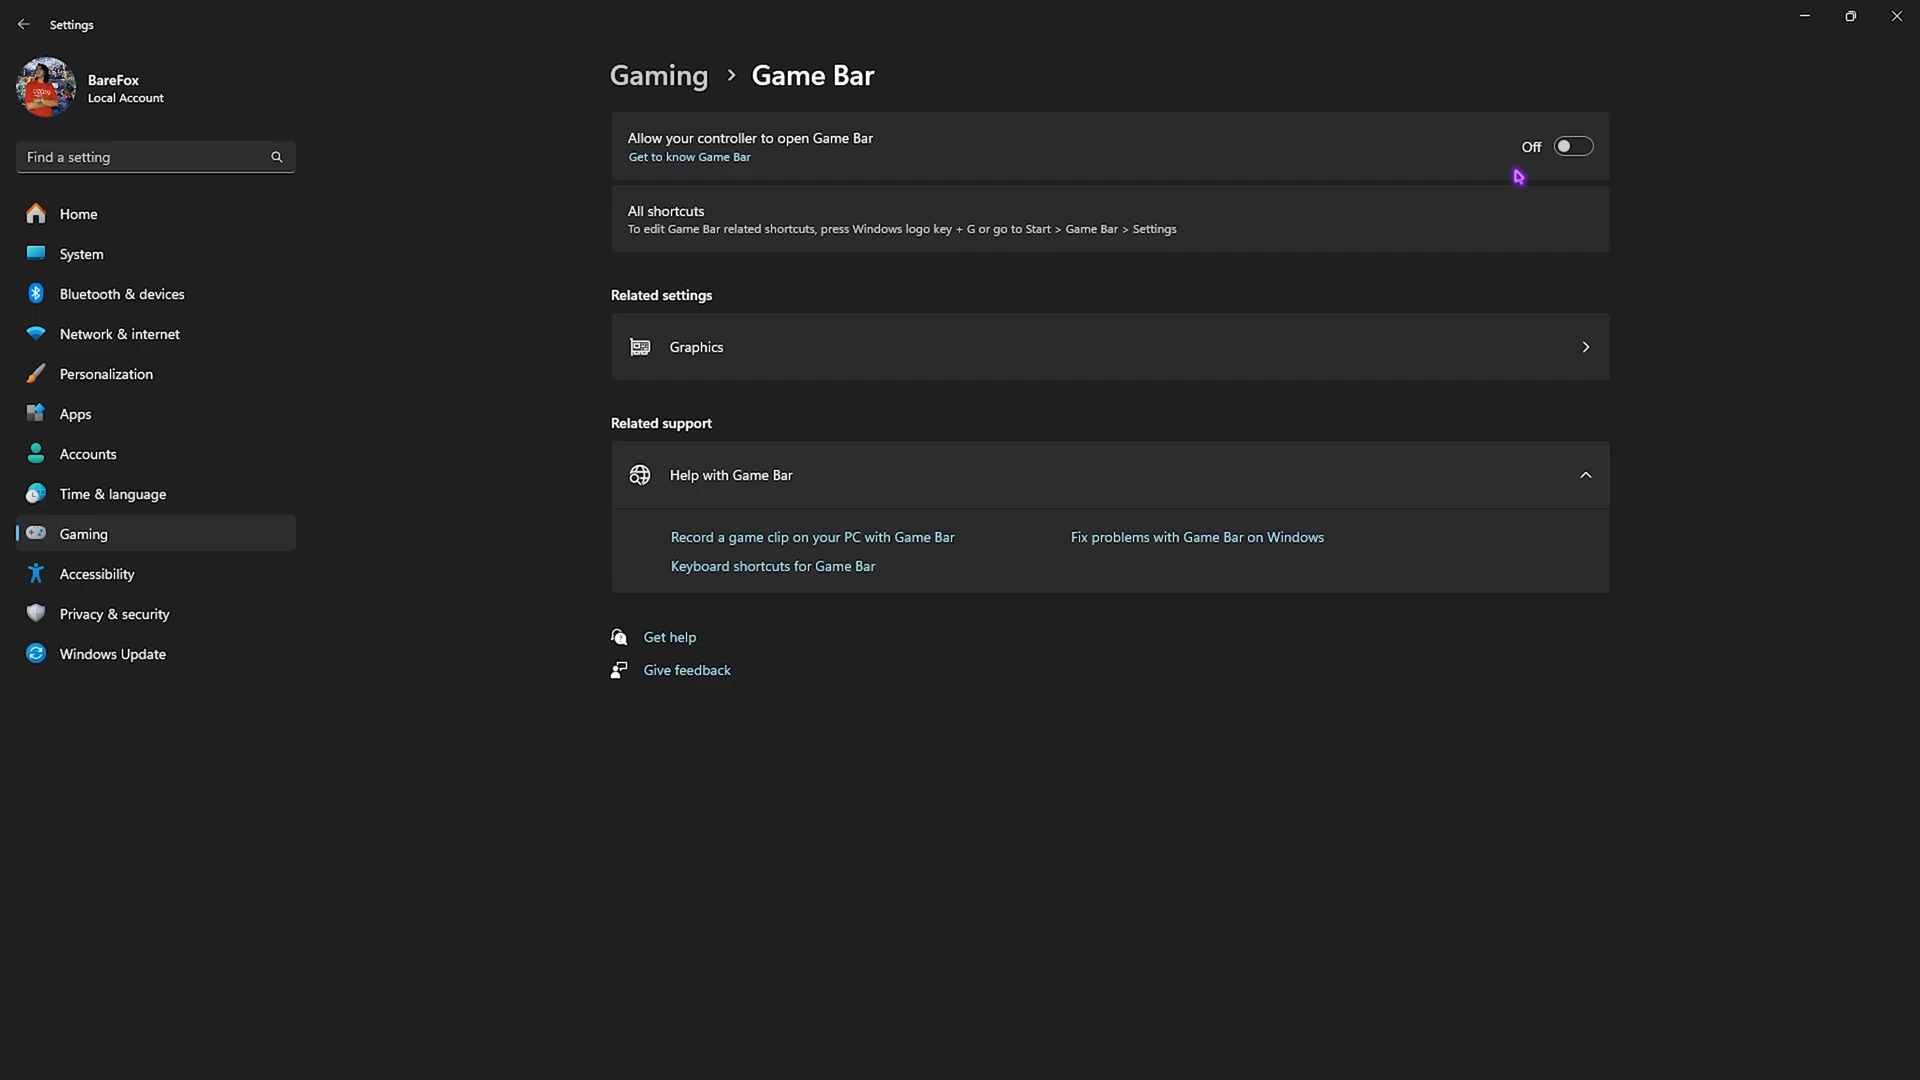 Settings
BareFox
Local Account
Find a setting
Home
System
Bluetooth & devices
Network & internet
Personalization
Apps
Accounts
Time & language
Gaming
Accessibility
Privacy & security
Windows Update
Gaming > Game Bar
Allow your controller to open Game Bar
Get to know Game Bar
Off
All shortcuts
To edit Game Bar related shortcuts, press Windows logo key + G or go to Start > Game Bar > Settings
Related settings
Graphics
Related support
Help with Game Bar
Record a game clip on your PC with Game Bar
Fix problems with Game Bar on Windows
Keyboard shortcuts for Game Bar
Get help
Give feedback